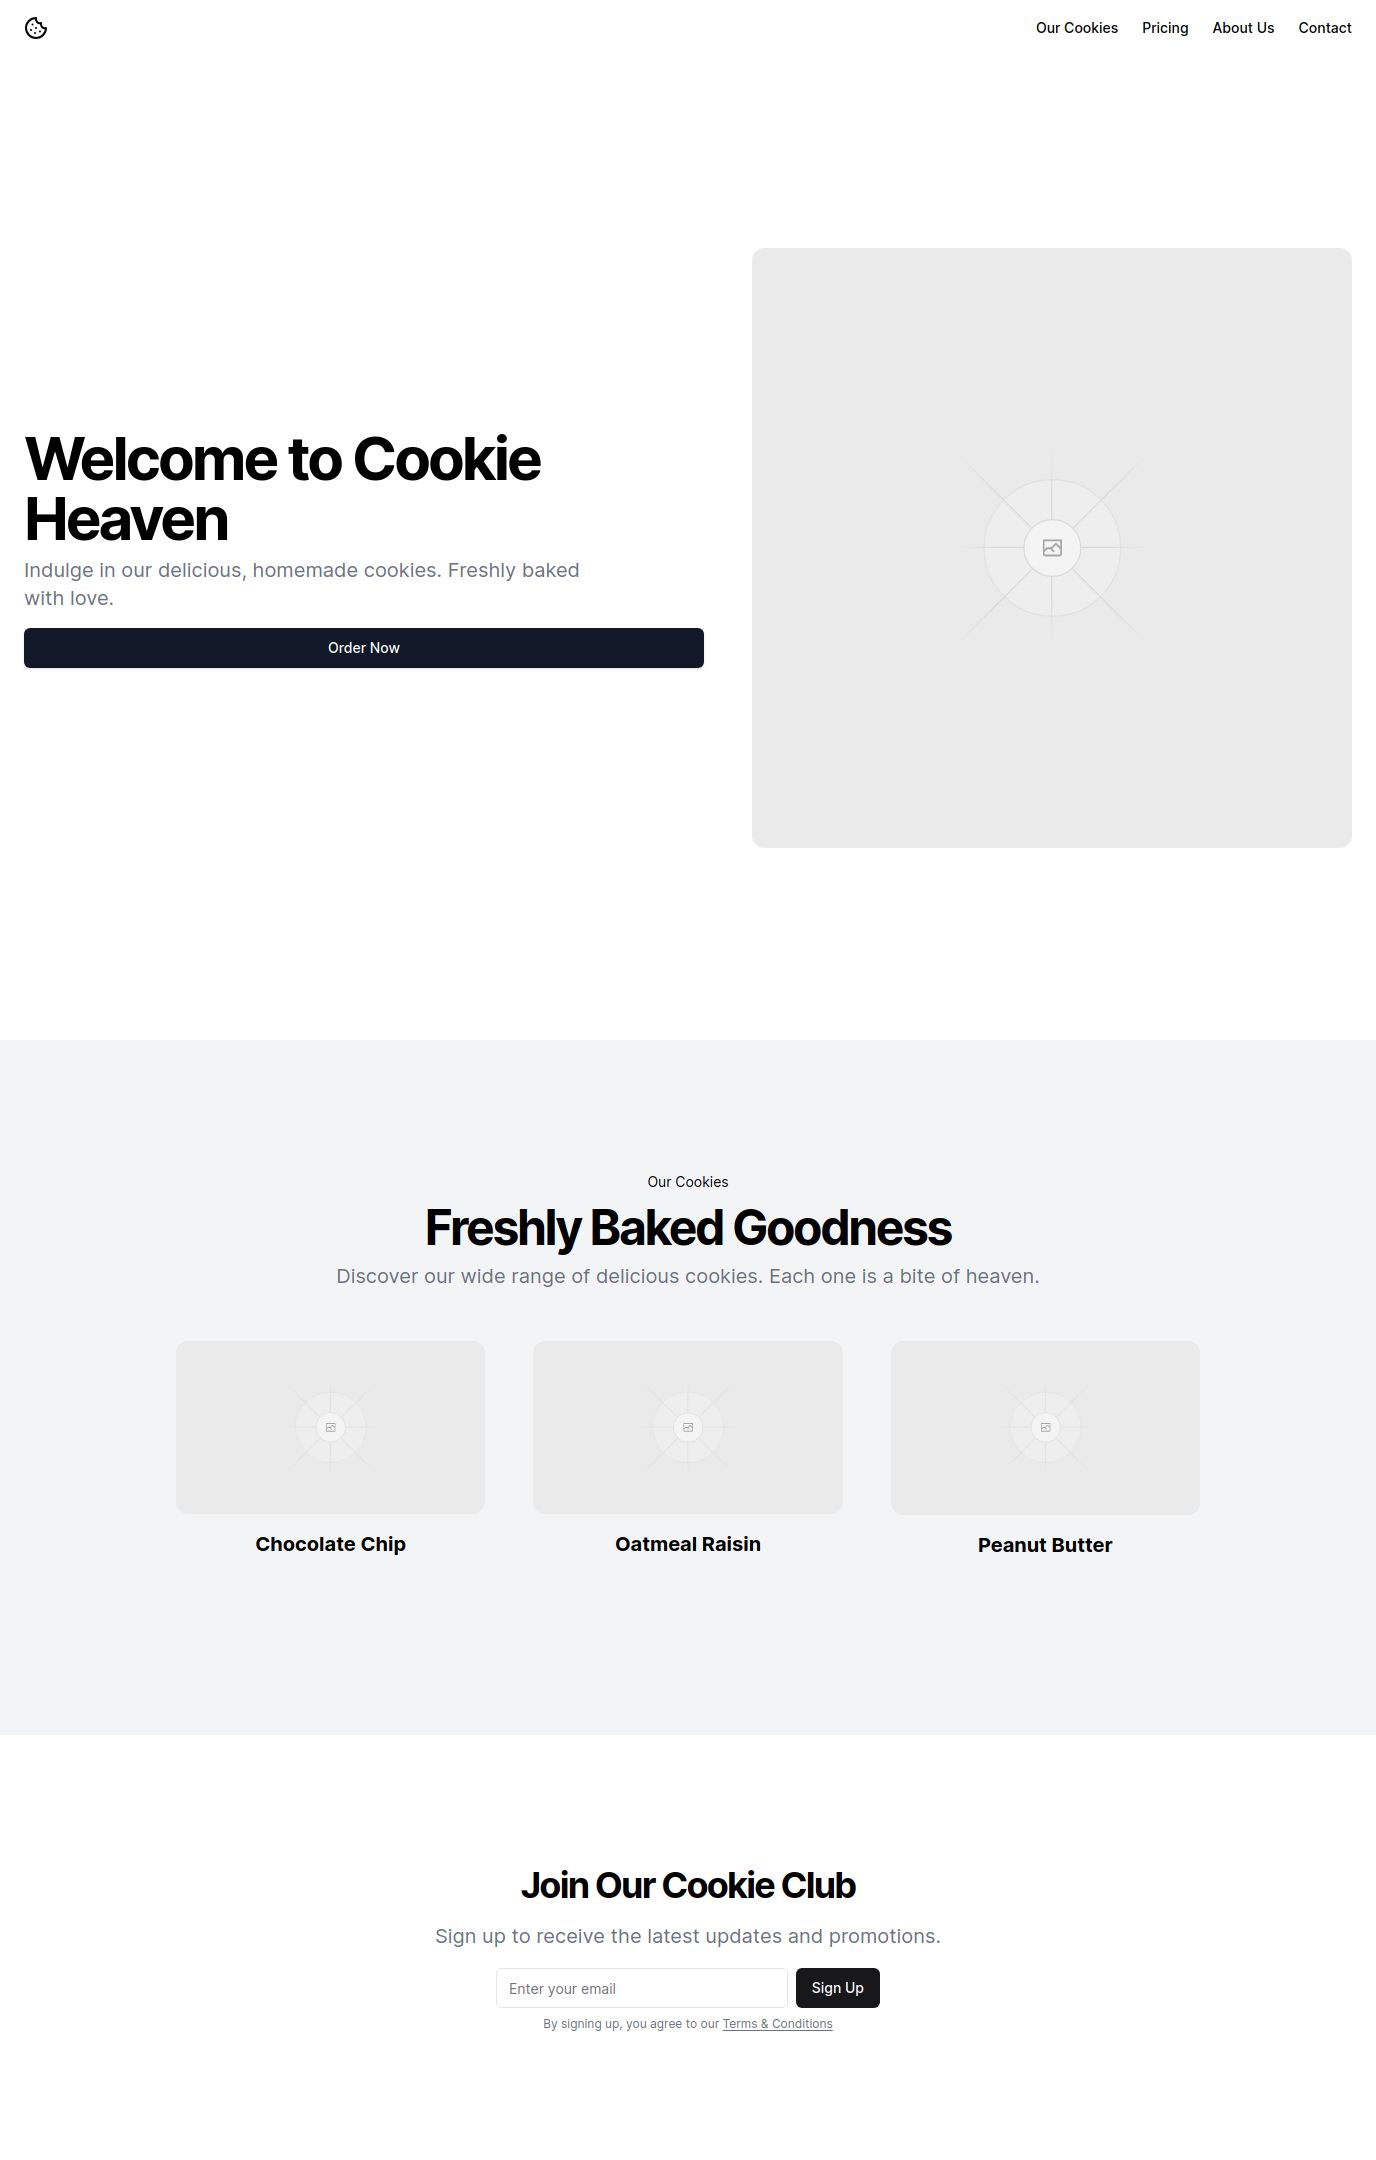 Our Cookies Pricing About Us Contact
Welcome to Cookie
Heaven
Indulge in our delicious, homemade cookies. Freshly baked
with love.
Order Now
Our Cookies
Freshly Baked Goodness
Discover our wide range of delicious cookies. Each one is a bite of heaven.
Chocolate Chip Oatmeal Raisin Peanut Butter
Join Our Cookie Club
Sign up to receive the latest updates and promotions.
Enter your email Sign Up
By signing up, you agree to our Terms & Conditions